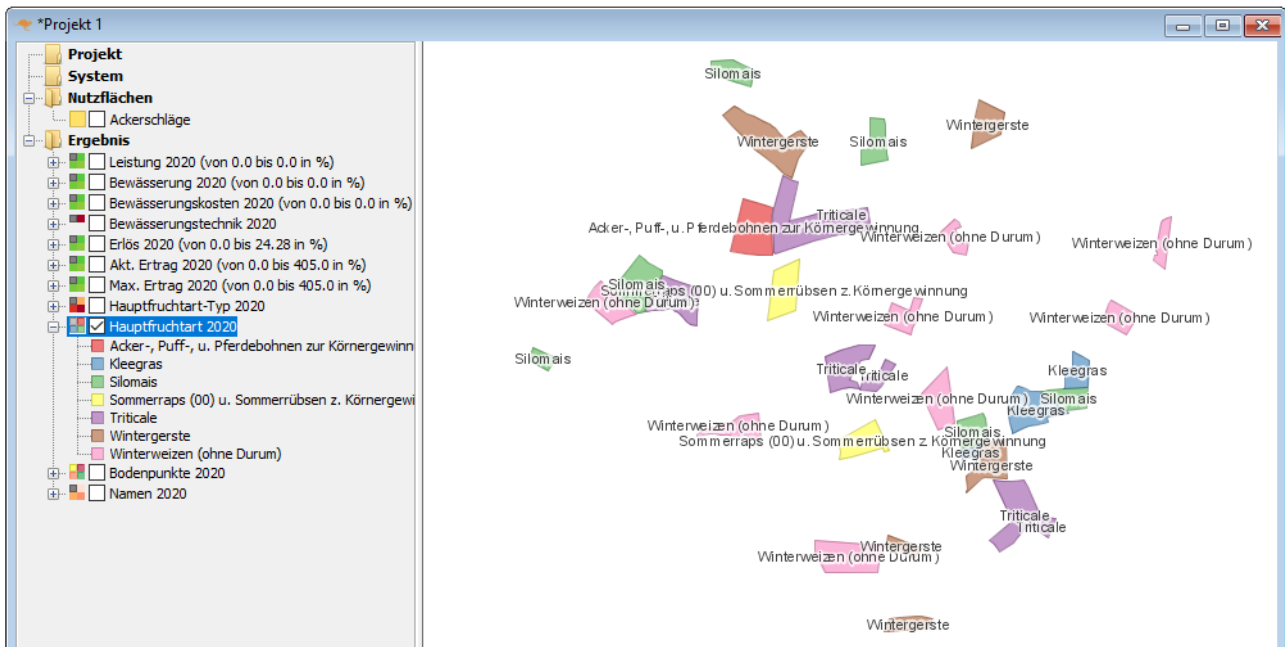 *Projekt 1
Projekt
System
Nutzflächen
Ackerschläge
Ergebnis
Leistung 2020 (von 0.0 bis 0.0 in %)
Bewässerung 2020 (von 0.0 bis 0.0 in %)
Bewässerungskosten 2020 (von 0.0 bis 0.0 in %)
Bewässerungstechnik 2020
Erlös 2020 (von 0.0 bis 24.28 in %)
Akt. Ertrag 2020 (von 0.0 bis 405.0 in %)
Max. Ertrag 2020 (von 0.0 bis 405.0 in %)
Hauptfruchtart-Typ 2020
Hauptfruchtart 2020
Acker-, Puff-, u. Pferdebohnen zur Körnergewinn
Kleegras
Silomais
Sommerraps (00) u. Sommerrübsen z. Körnergewi
Triticale
Wintergerste
Winterweizen (ohne Durum)
Bodenpunkte 2020
Namen 2020
Silomais
Wintergerste
Wintergerste
Silomais
Triticale
Acker-, Puff-, u. Pferdebohnen zur Körnergewinnung
Winterweizen (ohne Durum)
Winterweizen (ohne Durum)
Silomais
Sommerraps (00) u. Sommerrübsen z. Körnergewinnung
Winterweizen (ohne Durum)
Winterweizen (ohne Durum)
Winterweizen (ohne Durum)
Silomais
Triticale
Triticale
Kleegras
Winterweizen (ohne Durum)
Silomais
Kleegras
Winterweizen (ohne Durum)
Silomais
Sommerraps (00) u. Sommerrübsen z. Körnergewinnung
Kleegras
Wintergerste
Triticale
Triticale
Wintergerste
Winterweizen (ohne Durum)
Wintergerste